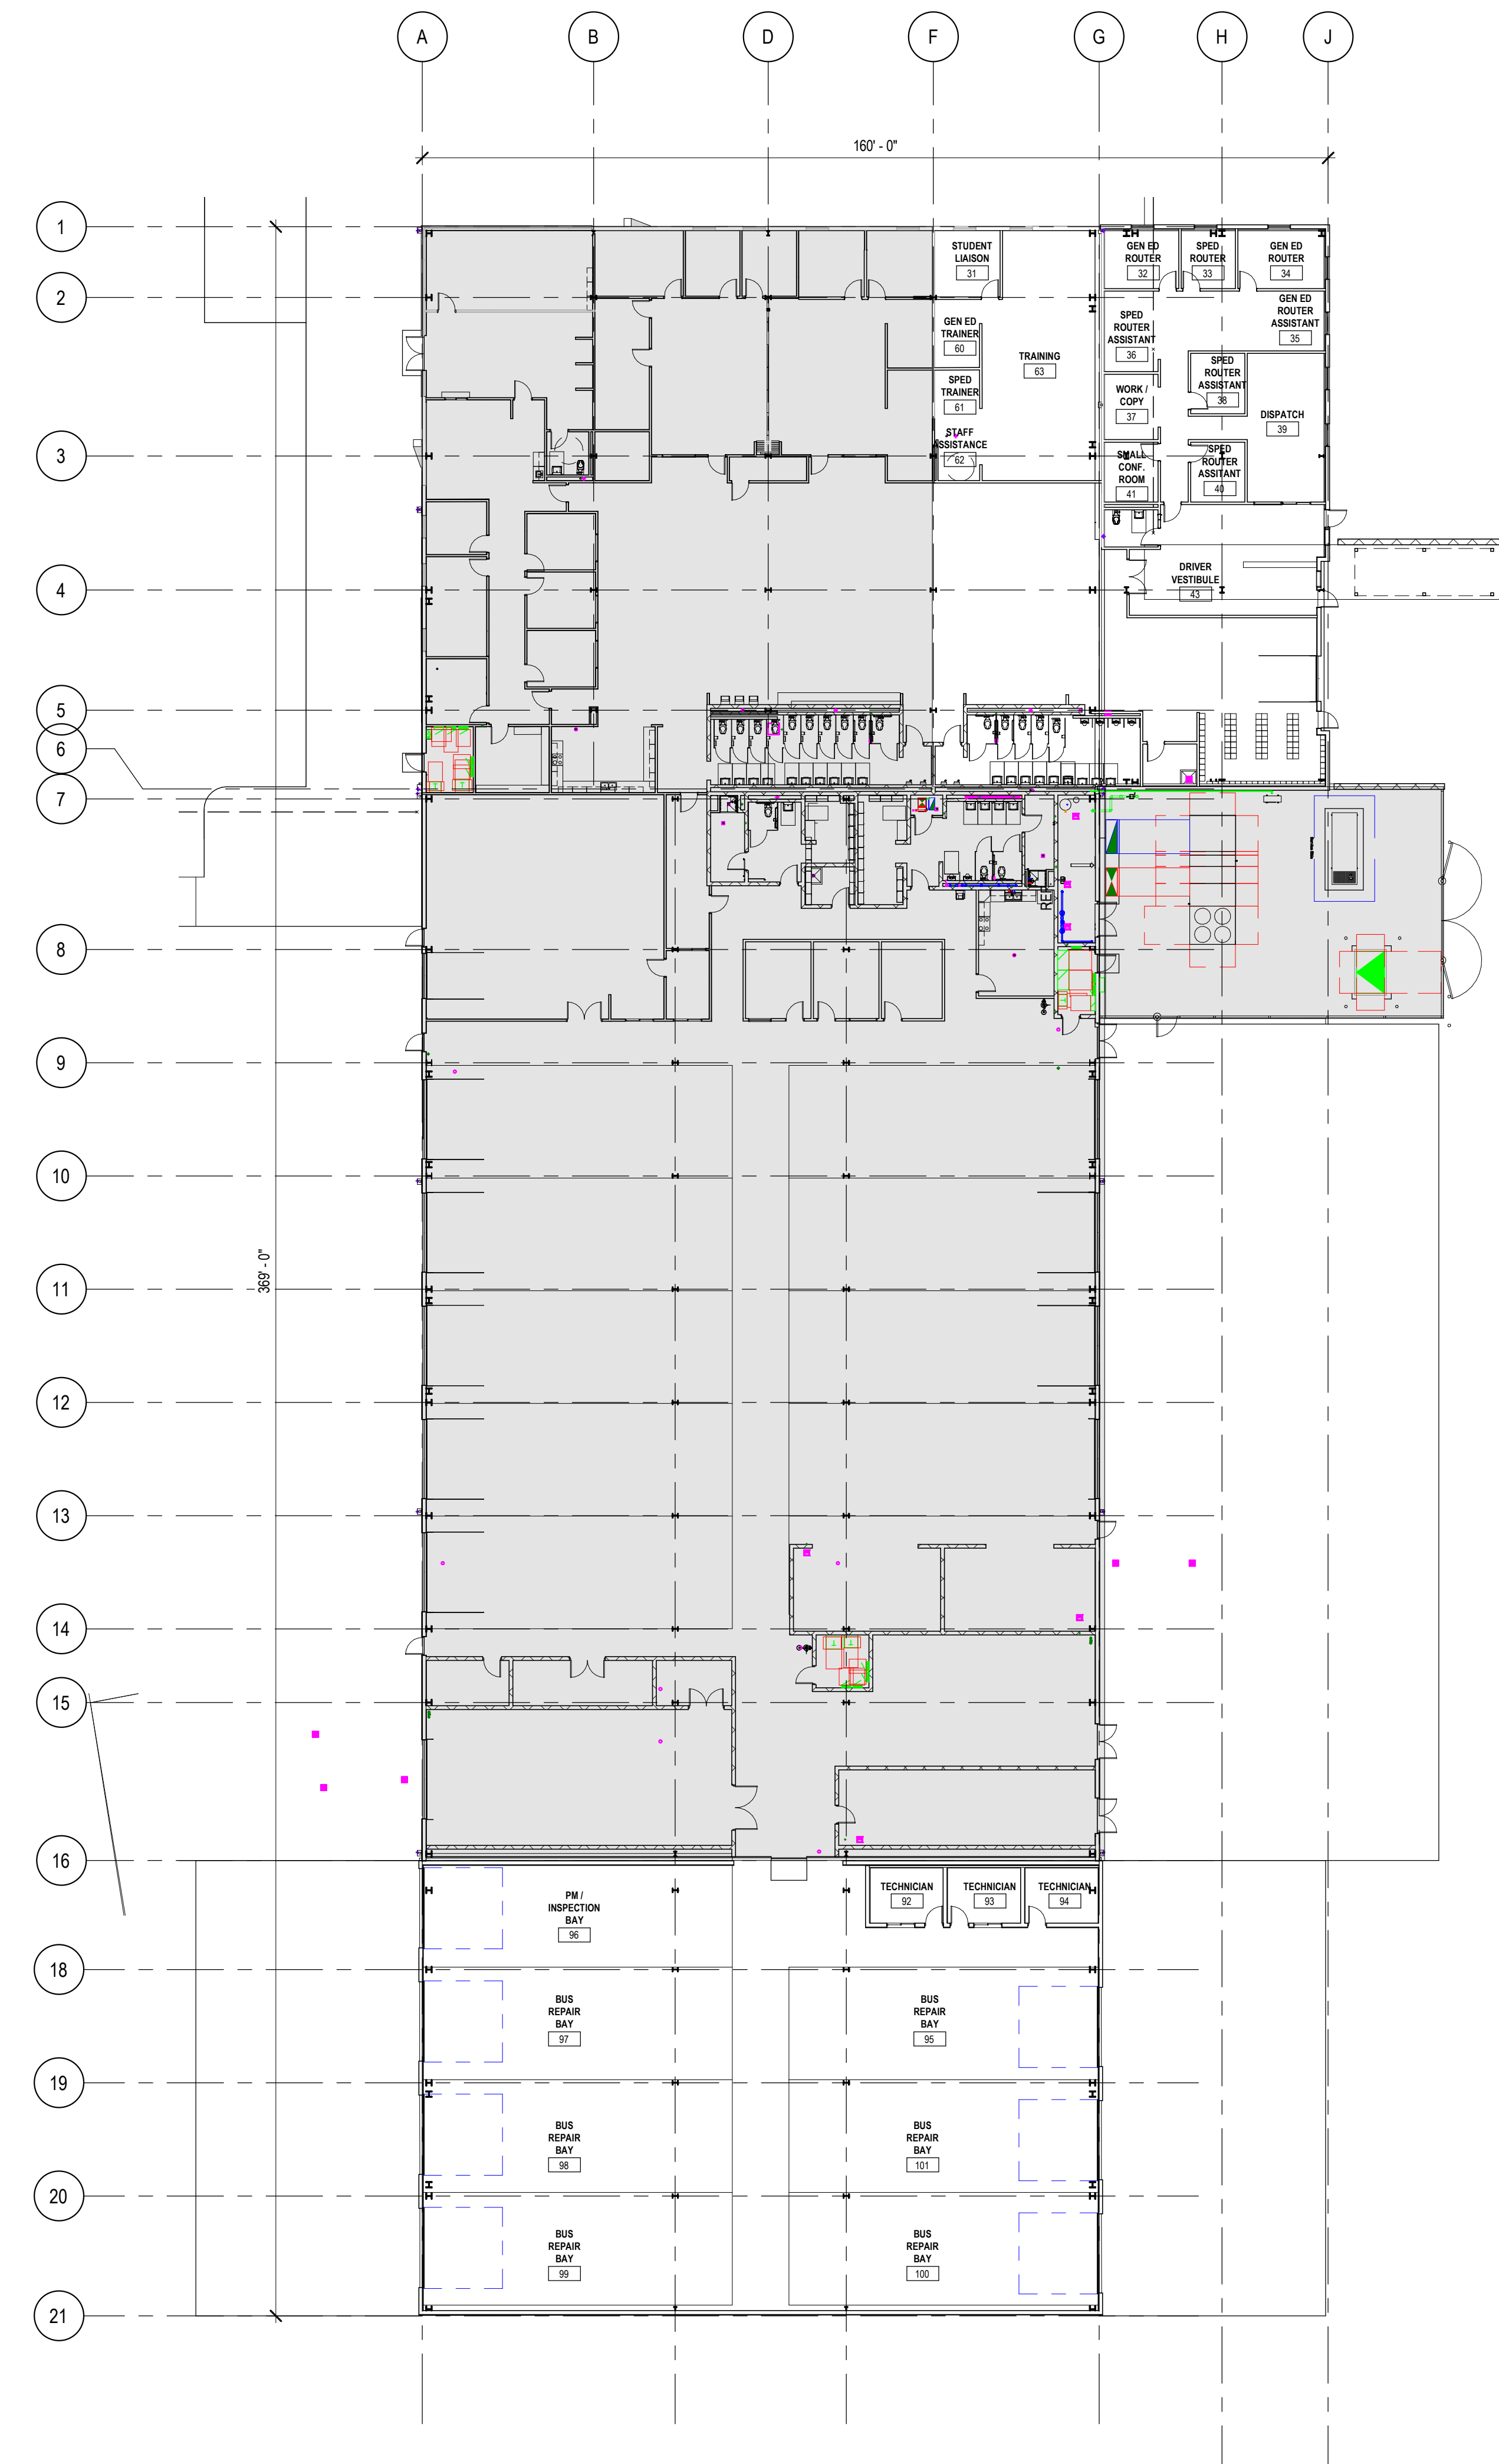 A
B
D
F
G
H
J
160' - 0"
1
2
3
4
5
6
7
8
9
10
11
12
13
14
15
16
18
19
20
21
369' - 0"
STUDENT
LIAISON
31
GEN ED
ROUTER
32
SPED
ROUTER
33
GEN ED
ROUTER
34
GEN ED
ROUTER
ASSISTANT
35
GEN ED
TRAINER
60
SPED
TRAINER
61
STAFF
ASSISTANCE
62
TRAINING
63
SPED
ROUTER
ASSISTANT
36
WORK /
COPY
37
SPED
ROUTER
ASSISTANT
38
DISPATCH
39
SMALL
CONF.
ROOM
41
SPED
ROUTER
ASSITANT
40
DRIVER
VESTIBULE
43
RE
TECHNICIAN
92
TECHNICIAN
93
TECHNICIAN
94
PM /
INSPECTION
BAY
96
BUS
REPAIR
BAY
97
BUS
REPAIR
BAY
95
BUS
REPAIR
BAY
98
BUS
REPAIR
BAY
101
BUS
REPAIR
BAY
99
BUS
REPAIR
BAY
100